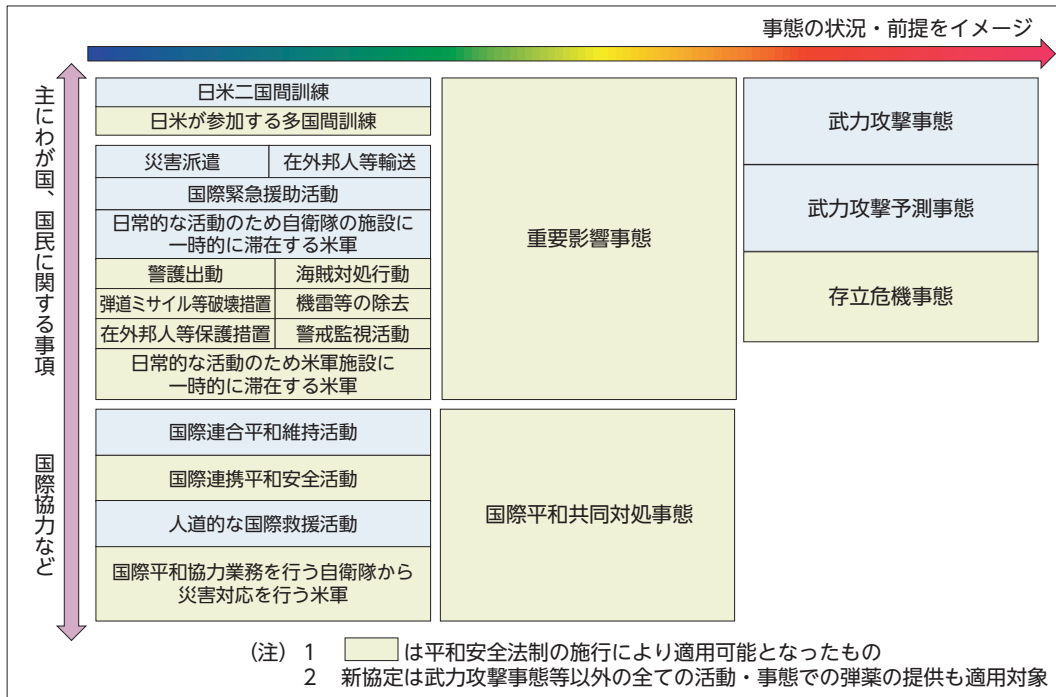 事態の状況・前提をイメージ
主にわが国、国民に関する事項
国際協力など
日米二国間訓練
日米が参加する多国間訓練
災害派遣
在外邦人等輸送
国際緊急援助活動
日常的な活動のため自衛隊の施設に
一時的に滞在する米軍
警護出動
海賊対処行動
弾道ミサイル等破壊措置
機雷等の除去
在外邦人等保護措置
警戒監視活動
日常的な活動のため米軍施設に
一時的に滞在する米軍
国際連合平和維持活動
国際連携平和安全活動
人道的な国際救援活動
国際平和協力業務を行う自衛隊から
災害対応を行う米軍
重要影響事態
国際平和共同対処事態
武力攻撃事態
武力攻撃予測事態
存立危機事態
(注) 1 は平和安全法制の施行により適用可能となったもの
2 新協定は武力攻撃事態等以外の全ての活動・事態での弾薬の提供も適用対象